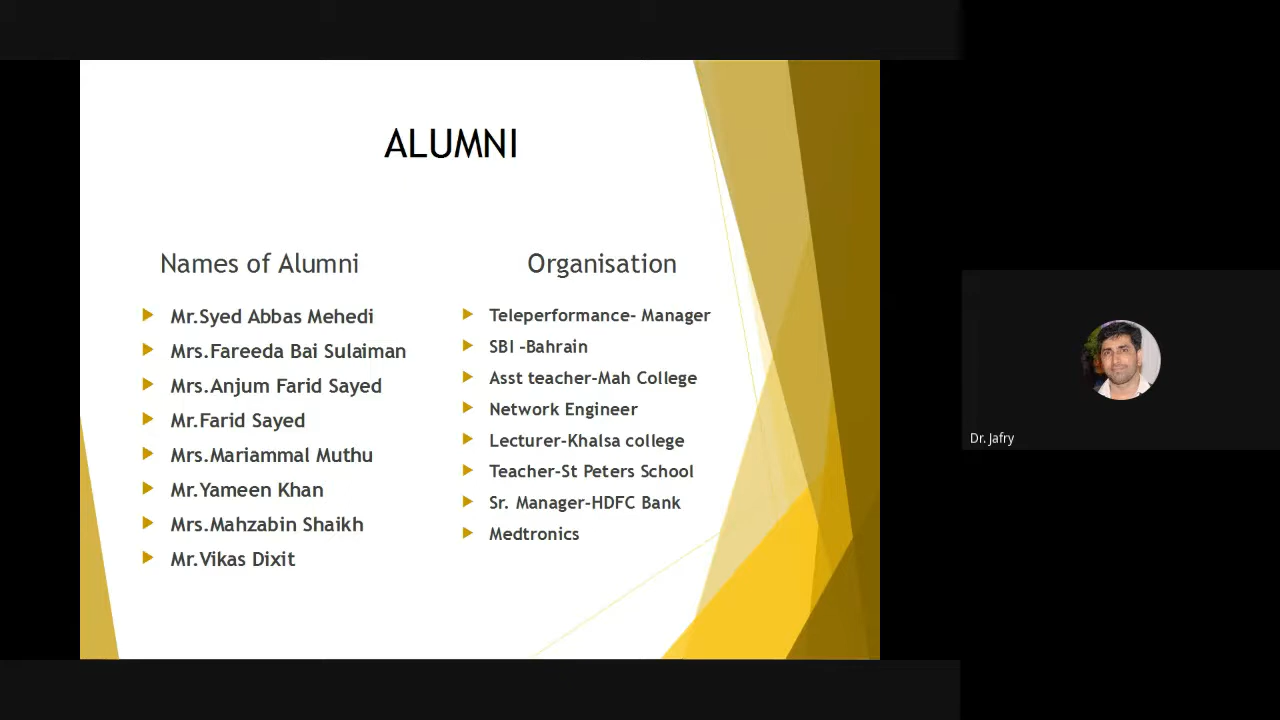 ALUMNI
Names of Alumni
Mr.Syed Abbas Mehedi
Mrs.Fareeda Bai Sulaiman
Mrs.Anjum Farid Sayed
Mr.Farid Sayed
Mrs.Mariammal Muthu
Mr.Yameen Khan
Mrs.Mahzabin Shaikh
Mr.Vikas Dixit
Organisation
Teleperformance- Manager
SBI -Bahrain
Asst teacher-Mah College
Network Engineer
Lecturer-Khalsa college
Teacher-St Peters School
Sr. Manager-HDFC Bank
Medtronics
Dr. Jafry